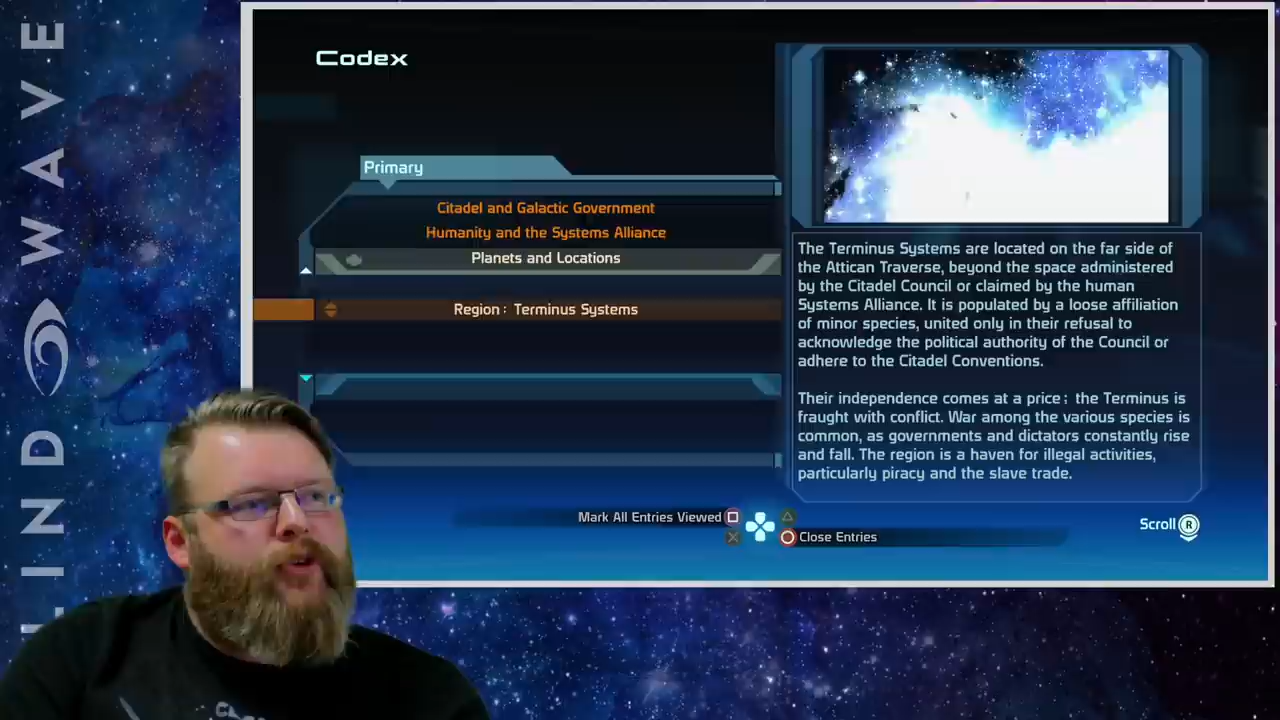 LIND WAVE
Codex
Primary
Citadel and Galactic Government
Humanity and the Systems Alliance
Planets and Locations
Region: Terminus Systems
The Terminus Systems are located on the far side of
the Attican Traverse, beyond the space administered
by the Citadel Council or claimed by the human
Systems Alliance. It is populated by a loose affiliation
of minor species, united only in their refusal to
acknowledge the political authority of the Council or
adhere to the Citadel Conventions.
Their independence comes at a price; the Terminus is
fraught with conflict. War among the various species is
common, as governments and dictators constantly rise
and fall. The region is a haven for illegal activities,
particularly piracy and the slave trade.
Mark All Entries Viewed
Close Entries
Scroll R